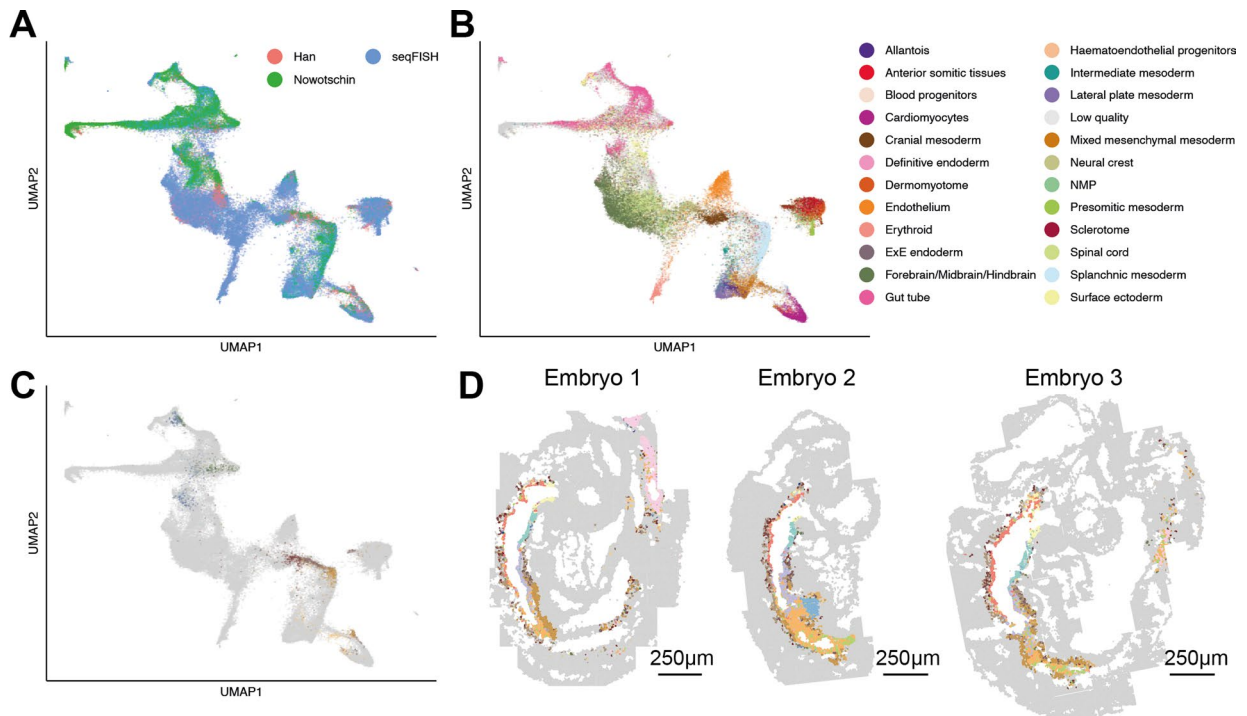 A
Han
seqFISH
Nowotschin
UMAP2
UMAP1
B
UMAP2
UMAP1
Allantois
Anterior somitic tissues
Blood progenitors
Cardiomyocytes
Cranial mesoderm
Definitive endoderm
Dermomyotome
Endothelium
Erythroid
ExE endoderm
Forebrain/Midbrain/Hindbrain
Gut tube
Haematoendothelial progenitors
Intermediate mesoderm
Lateral plate mesoderm
Low quality
Mixed mesenchymal mesoderm
Neural crest
NMP
Presomitic mesoderm
Sclerotome
Spinal cord
Splanchnic mesoderm
Surface ectoderm
C
UMAP2
UMAP1
D
Embryo 1
Embryo 2
Embryo 3
250μm
250μm
250μm